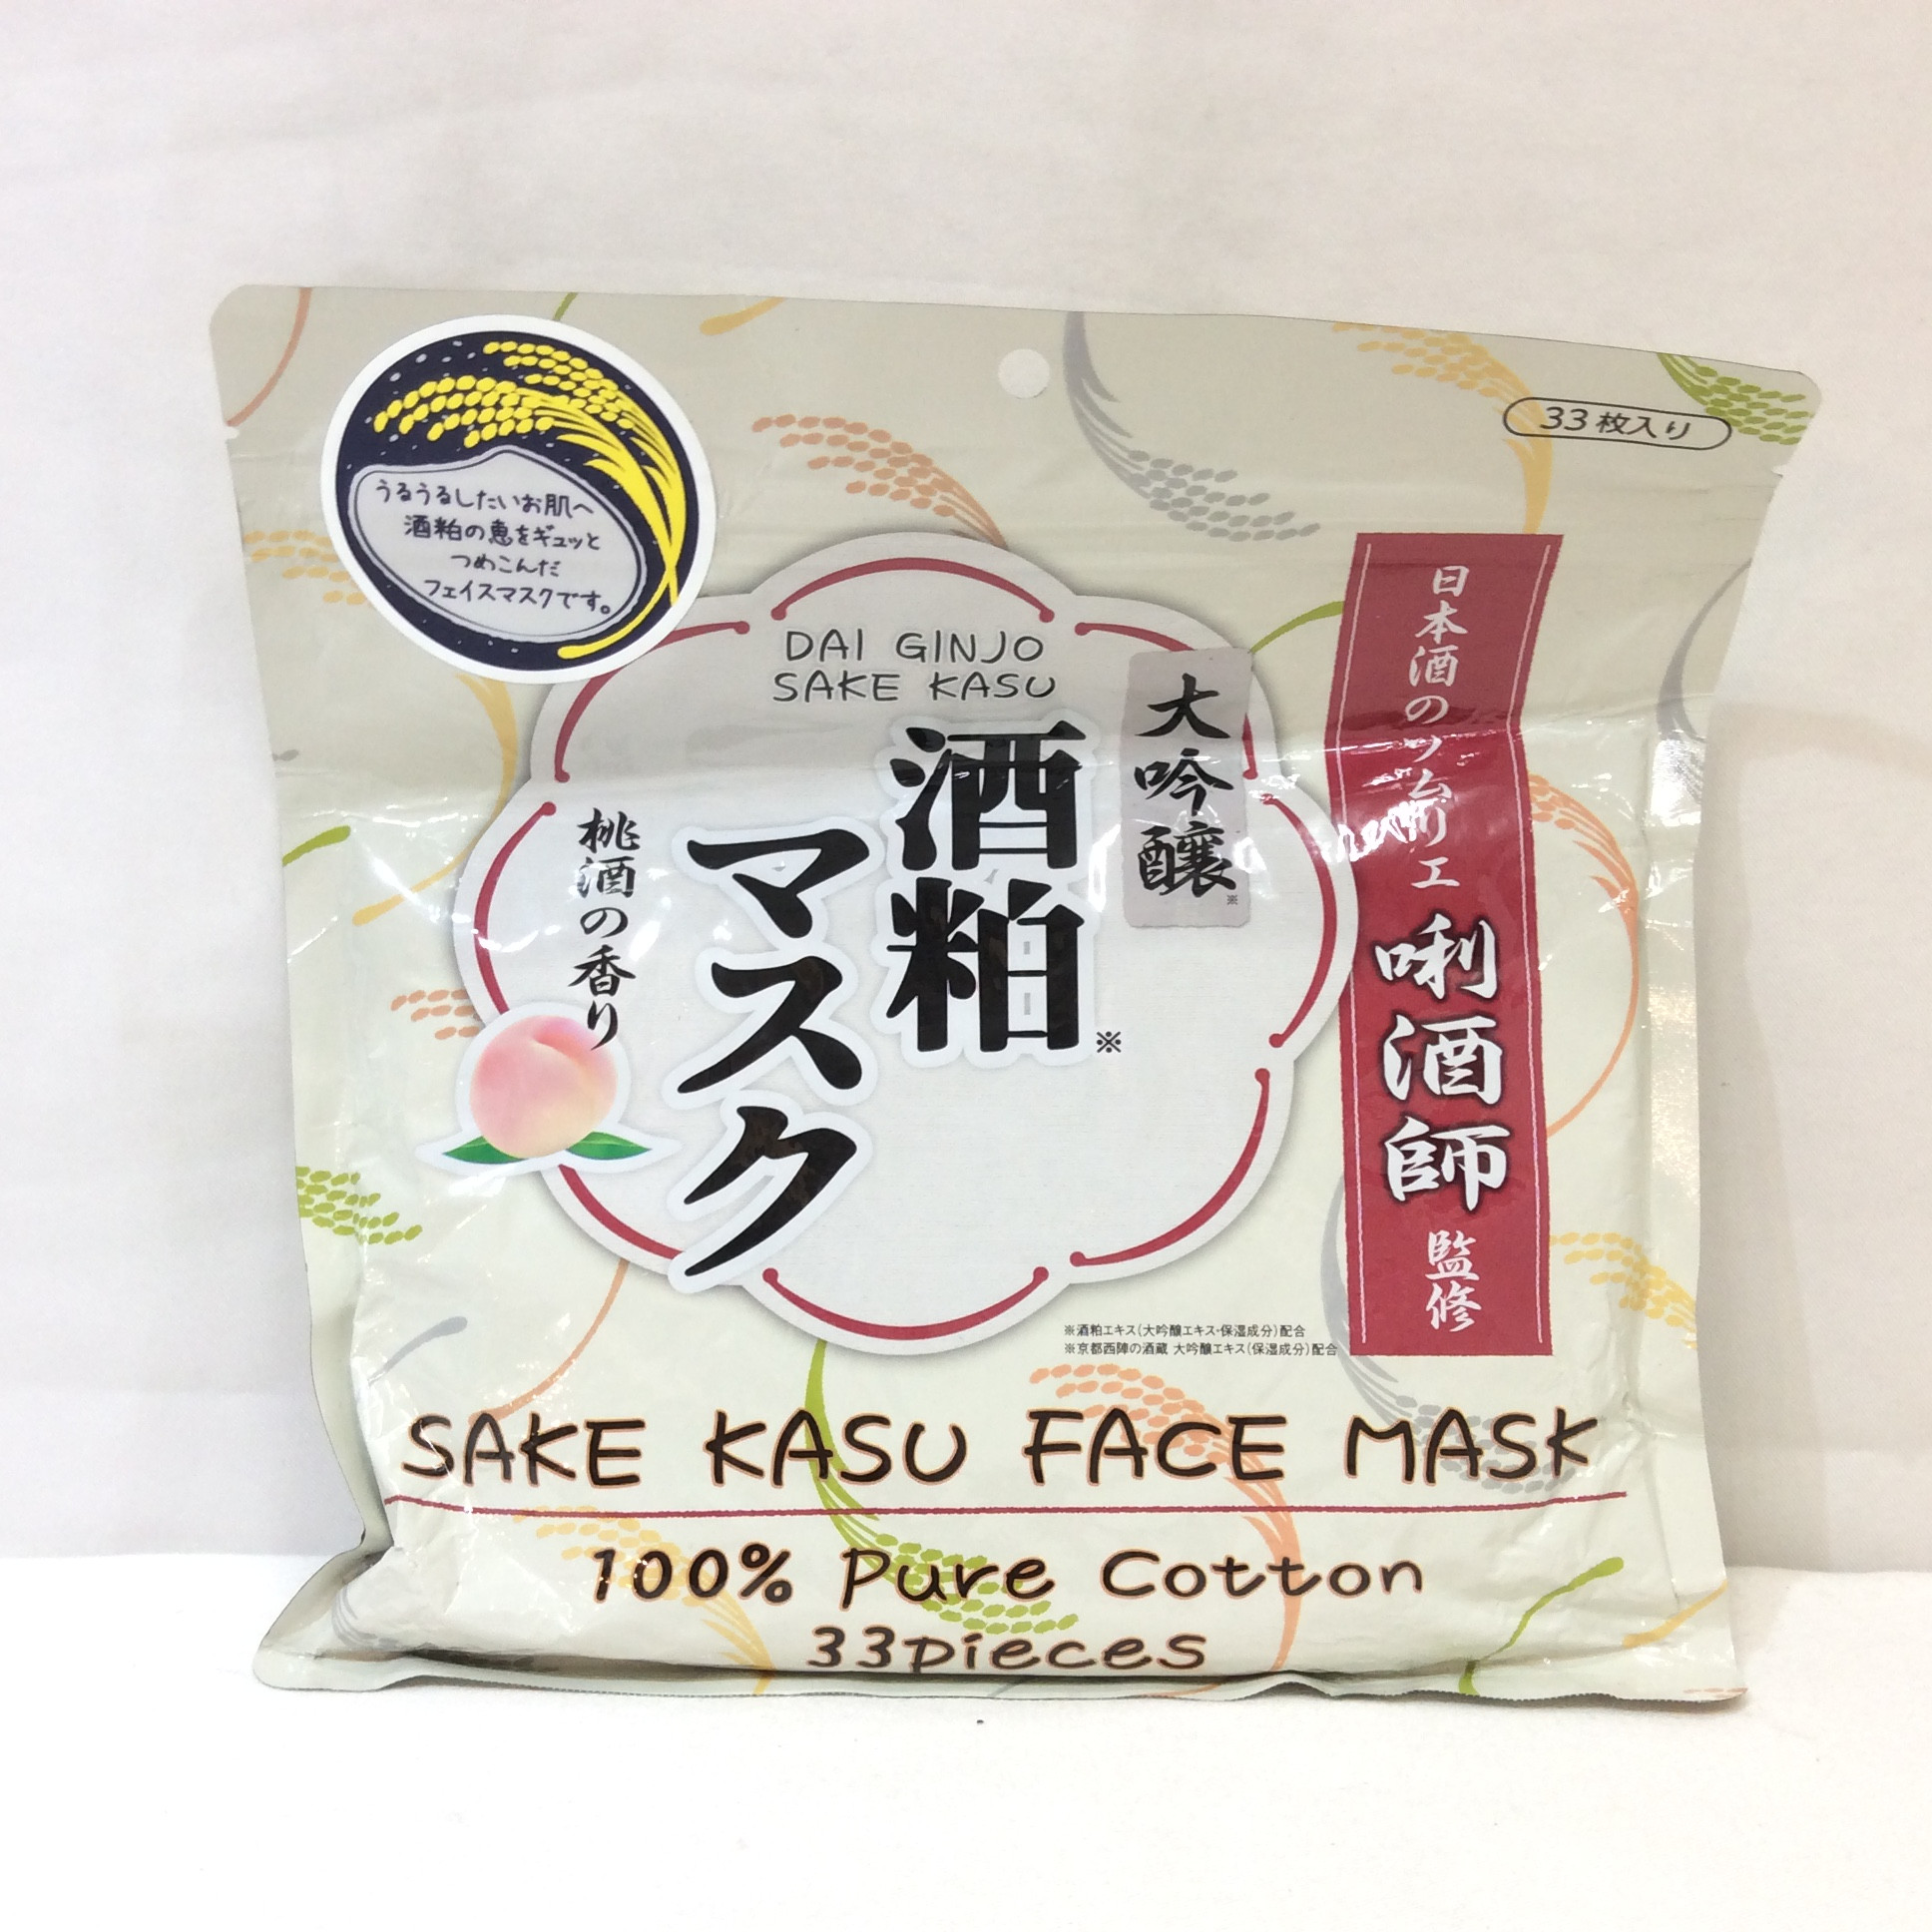 33枚入り
うるうるしたいお肌へ
酒粕の恵をギュッと
つめこんだ
フェイスマスクです。
DAI GINJO
SAKE KASU
日本酒のソムリエ 唎酒師 監修
大吟醸※
酒粕※
マスク
桃酒の香り
※酒粕エキス(大吟醸エキス・保湿成分)配合
※京都西陣の酒蔵 大吟醸エキス(保湿成分)配合
SAKE KASU FACE MASK
100% Pure Cotton
33pieces